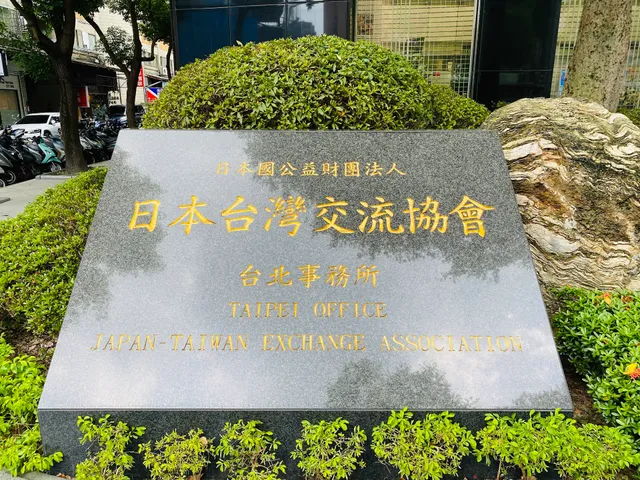 日本國公益財團法人
日本台灣交流協會
台北事務所
TAIPEI OFFICE
JAPAN-TAIWAN EXCHANGE ASSOCIATION